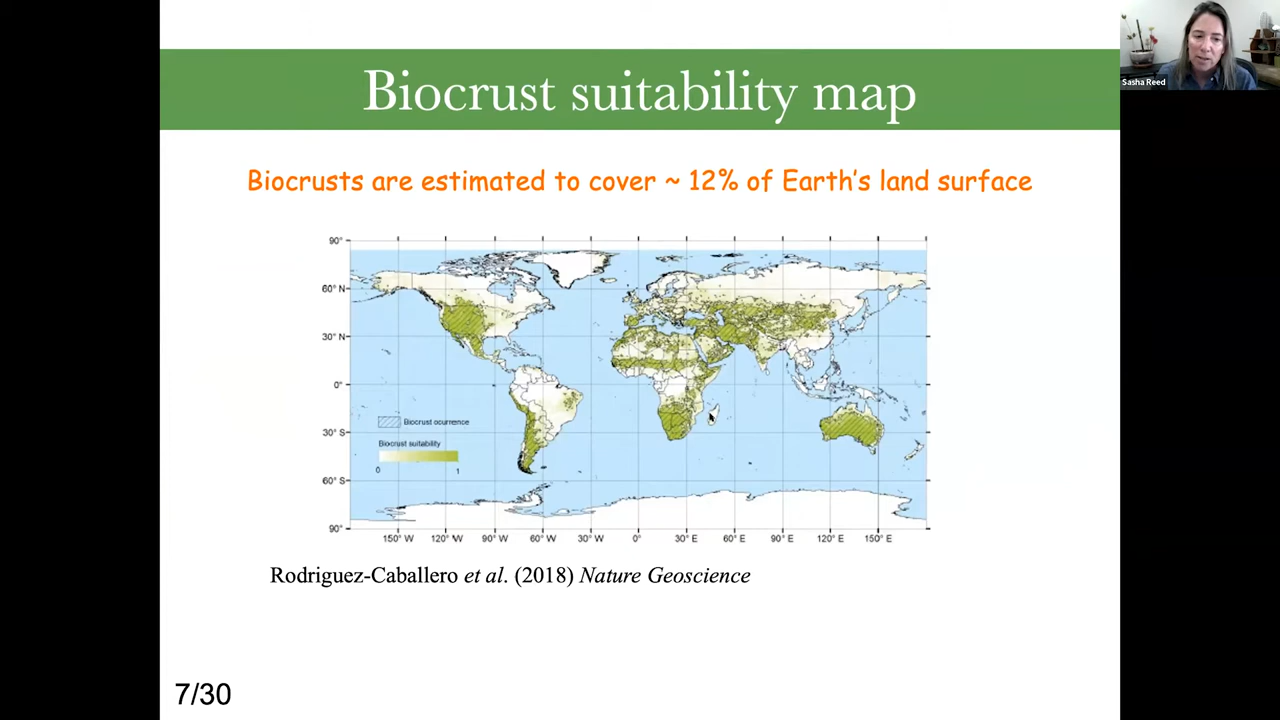 Biocrust suitability map
Sasha Reed
Biocrusts are estimated to cover ~ 12% of Earth's land surface
90°
60° N
30° N
0°
30° S
60° S
90°
Biocrust ocurrence
Biocrust suitability
0 1
150° W 120° W 90° W 60° W 30° W 0° 30° E 60° E 90° E 120° E 150° E
Rodriguez-Caballero et al. (2018) Nature Geoscience
7/30